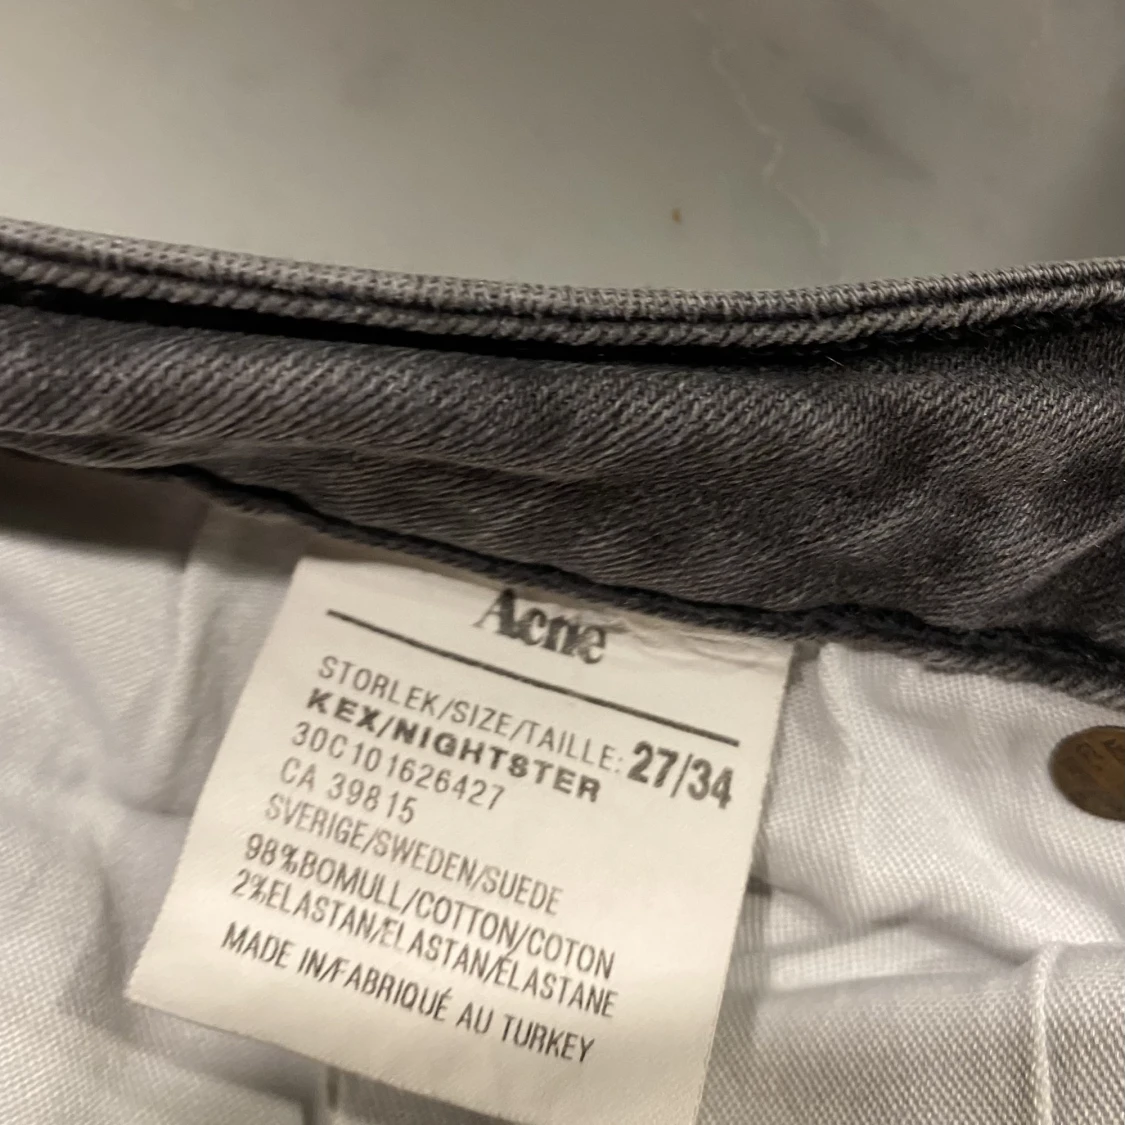 Acne
STORLEK/SIZE/TAILLE: 27/34
KEX/NIGHTSTER
30C101626427
CA 39815
SVERIGE/SWEDEN/SUEDE
98%BOMULL/COTTON/COTON
2%ELASTAN/ELASTAN/ÉLASTANE
MADE IN/FABRIQUÉ AU TURKEY